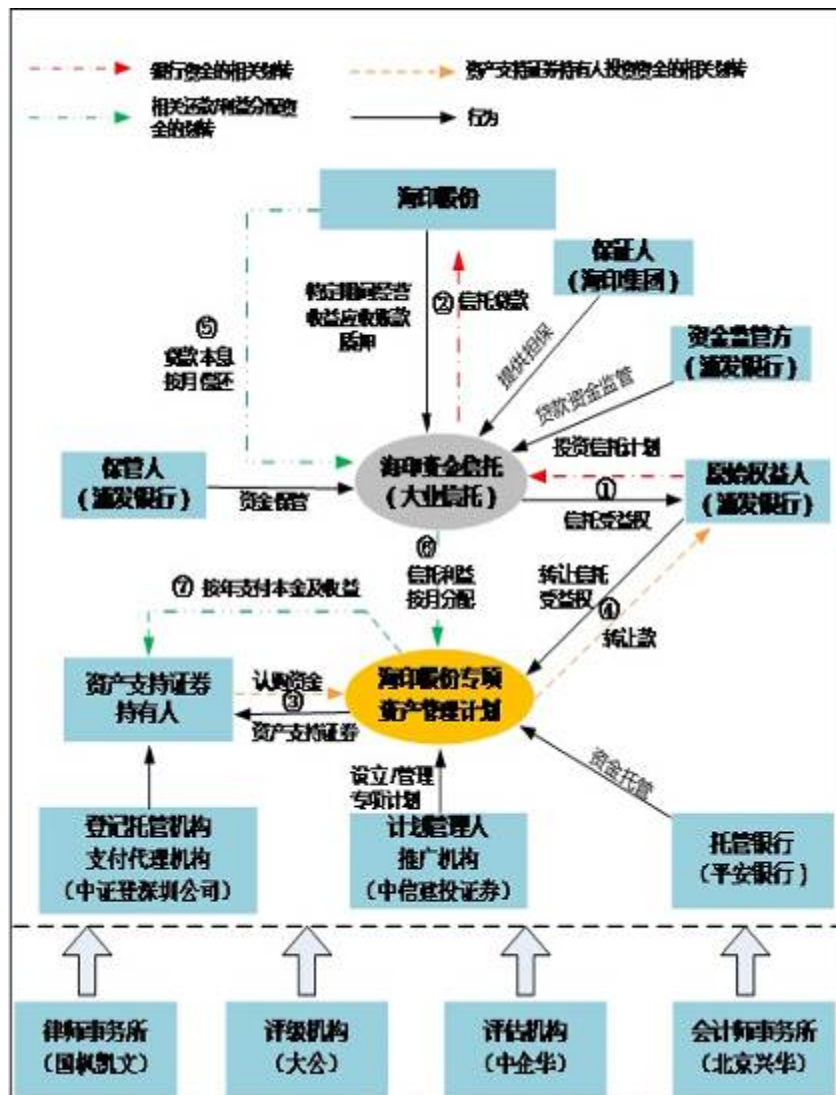 银行资金的相关划转
资产支持证券持有人投资资金的相关划转
相关还款/利益分配资
金的划转
行为
海印股份
保证人
(海印集团)
特定期间经营
收益应收账款
质押
② 信托贷款
⑤
贷款本息
按月偿还
提供担保
资金监管方
(浦发银行)
贷款资金监管
投资信托计划
保管人
(浦发银行)
资金保管
海印资金信托
(大业信托)
①
信托受益权
原始权益人
(浦发银行)
⑥
信托利益
按月分配
转让信托
受益权
④
转让款
⑦ 按年支付本金及收益
资产支持证券
持有人
认购资金
③
资产支持证券
海印股份专项
资产管理计划
设立/管理
专项计划
资金托管
登记托管机构
支付代理机构
(中证登深圳公司)
计划管理人
推广机构
(中信建投证券)
托管银行
(平安银行)
律师事务所
(国枫凯文)
评级机构
(大公)
评估机构
(中企华)
会计师事务所
(北京兴华)